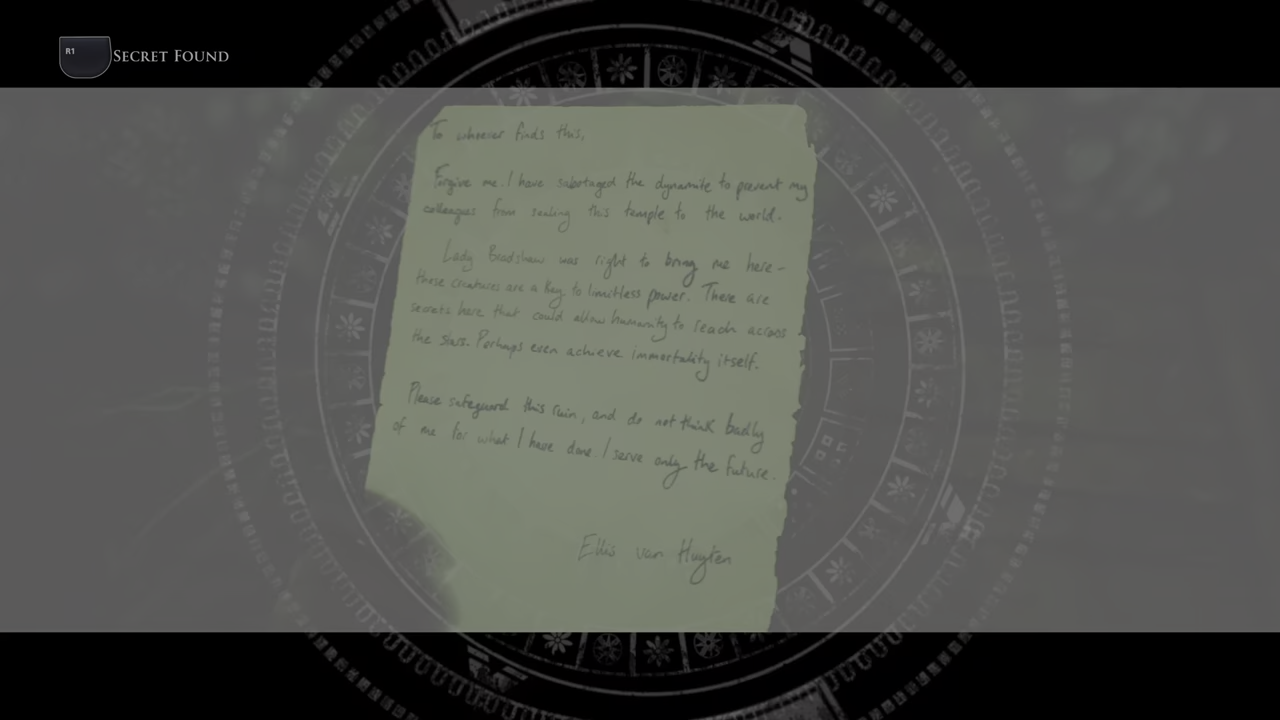 R1
Secret Found
To whoever finds this,
Forgive me. I have sabotaged the dynamite to prevent my
colleagues from sealing this temple to the world.
Lady Bradshaw was right to bring me here -
those creatures are a key to limitless power. There are
secrets here that could allow humanity to reach across
the stars. Perhaps even achieve immortality itself.
Please safeguard this ruin, and do not think badly
of me for what I have done. I serve only the future.
Ellis van Huyten